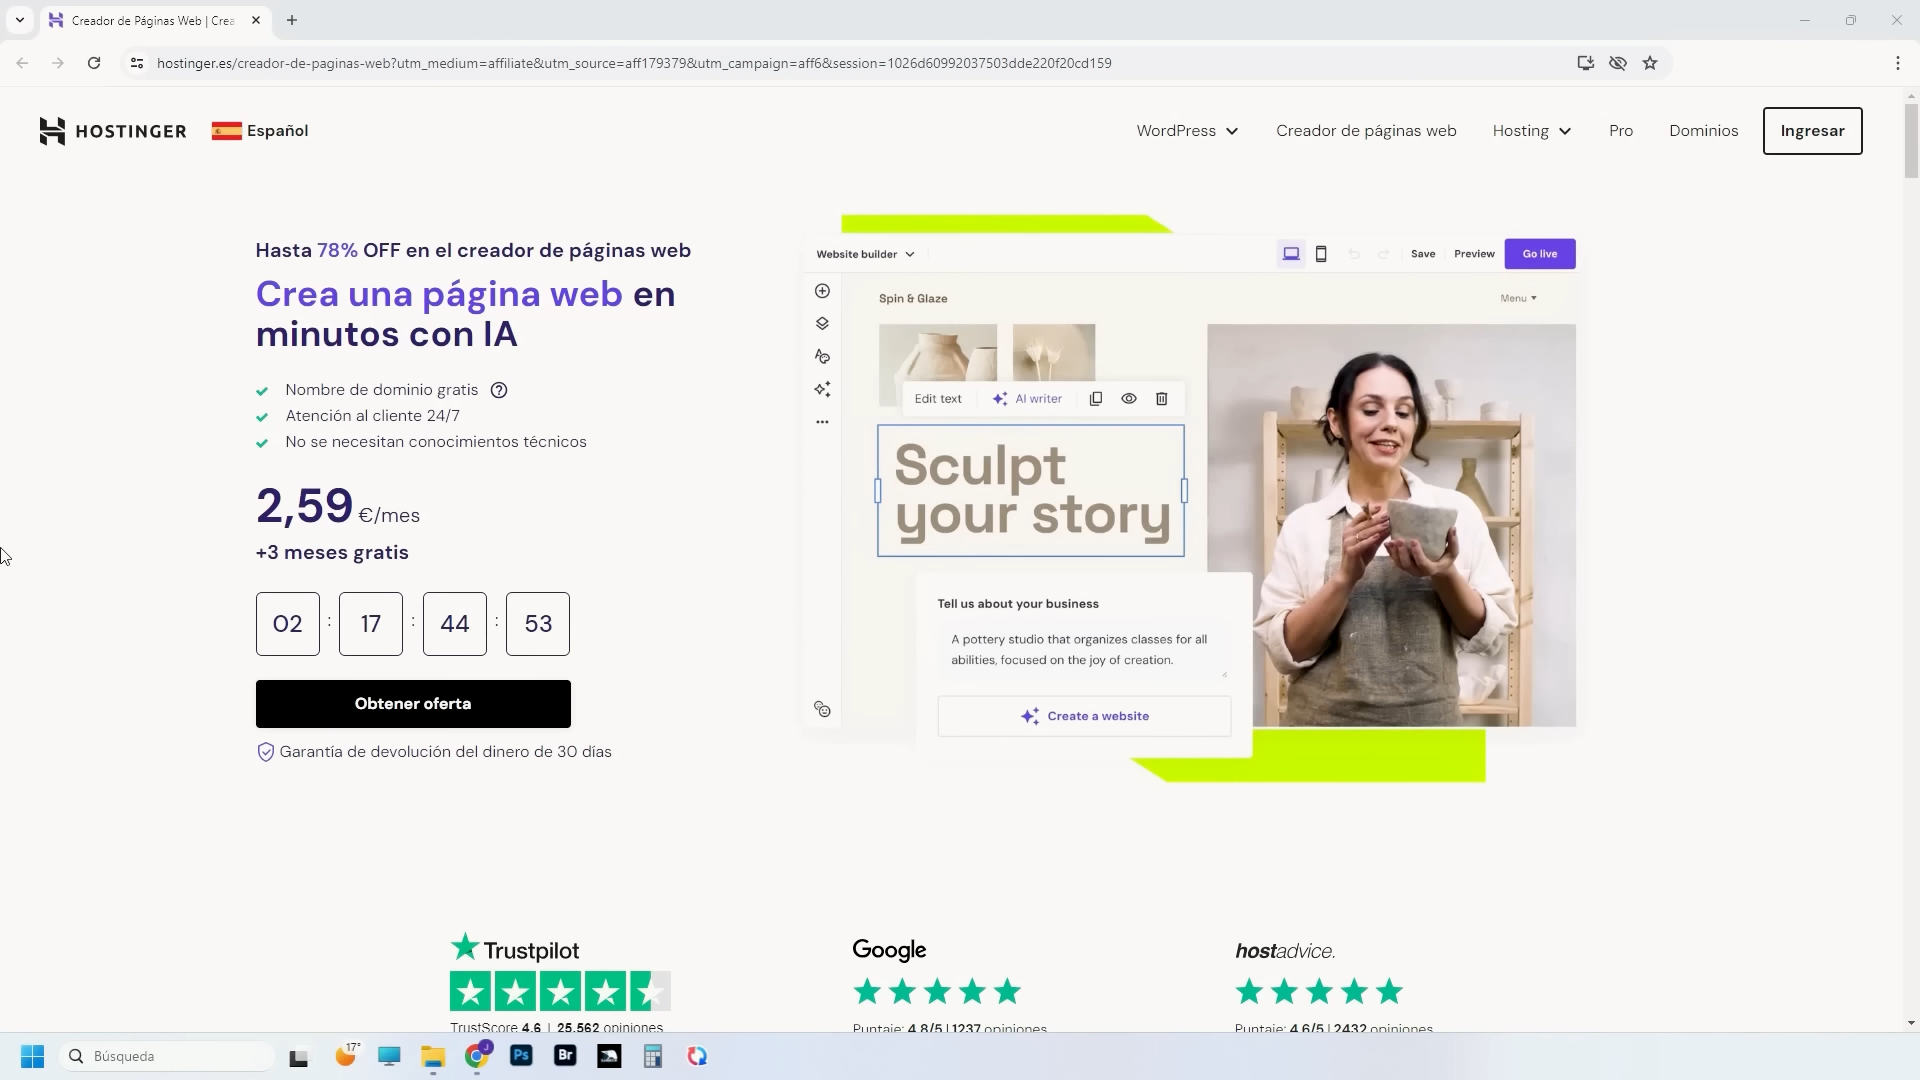 Creador de Páginas Web | Crea
hostinger.es/creador-de-paginas-web?utm_medium=affiliate&utm_source=aff179379&utm_campaign=aff6&session=1026d60992037503dde220f20cd159
HOSTINGER
Español
WordPress
Creador de páginas web
Hosting
Pro
Dominios
Ingresar
Hasta 78% OFF en el creador de páginas web
Crea una página web en
minutos con IA
Nombre de dominio gratis
Atención al cliente 24/7
No se necesitan conocimientos técnicos
2,59 €/mes
+3 meses gratis
02 : 17 : 44 : 53
Obtener oferta
Garantía de devolución del dinero de 30 días
Website builder
Save
Preview
Go live
Spin & Glaze
Menu
Edit text
AI writer
Sculpt
your story
Tell us about your business
A pottery studio that organizes classes for all
abilities, focused on the joy of creation.
Create a website
Trustpilot
TrustScore 4.6 | 25,562 opiniones
Google
Puntaje: 4.8/5 | 1237 opiniones
hostadvice.
Puntaje: 4.6/5 | 2432 opiniones
Búsqueda
17°
J
Ps
Br